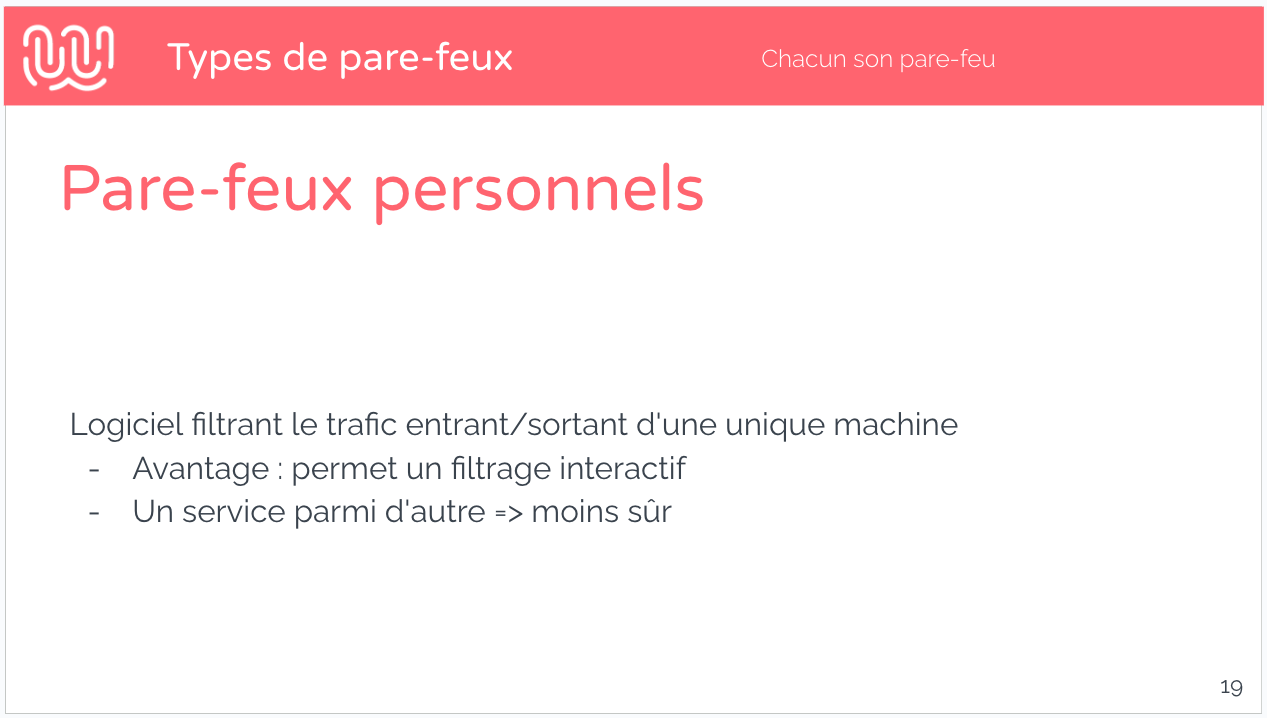 Types de pare-feux
Chacun son pare-feu
Pare-feux personnels
Logiciel filtrant le trafic entrant/sortant d'une unique machine
- Avantage : permet un filtrage interactif
- Un service parmi d'autre => moins sûr
19